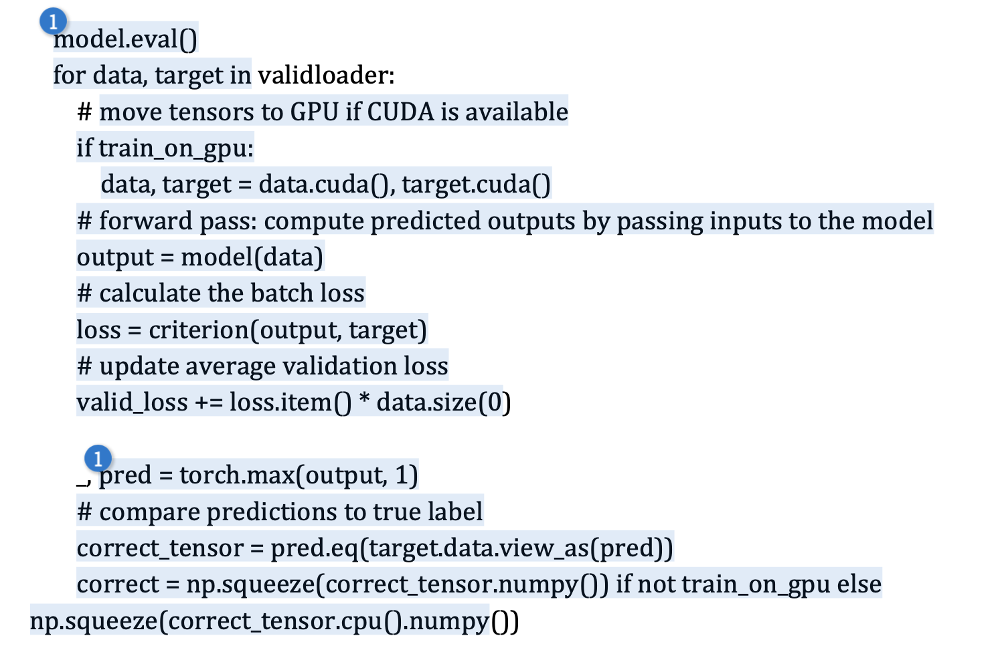 1
model.eval()
for data, target in validloader:
# move tensors to GPU if CUDA is available
if train_on_gpu:
data, target = data.cuda(), target.cuda()
# forward pass: compute predicted outputs by passing inputs to the model
output = model(data)
# calculate the batch loss
loss = criterion(output, target)
# update average validation loss
valid_loss += loss.item() * data.size(0)
1
_, pred = torch.max(output, 1)
# compare predictions to true label
correct_tensor = pred.eq(target.data.view_as(pred))
correct = np.squeeze(correct_tensor.numpy()) if not train_on_gpu else
np.squeeze(correct_tensor.cpu().numpy())